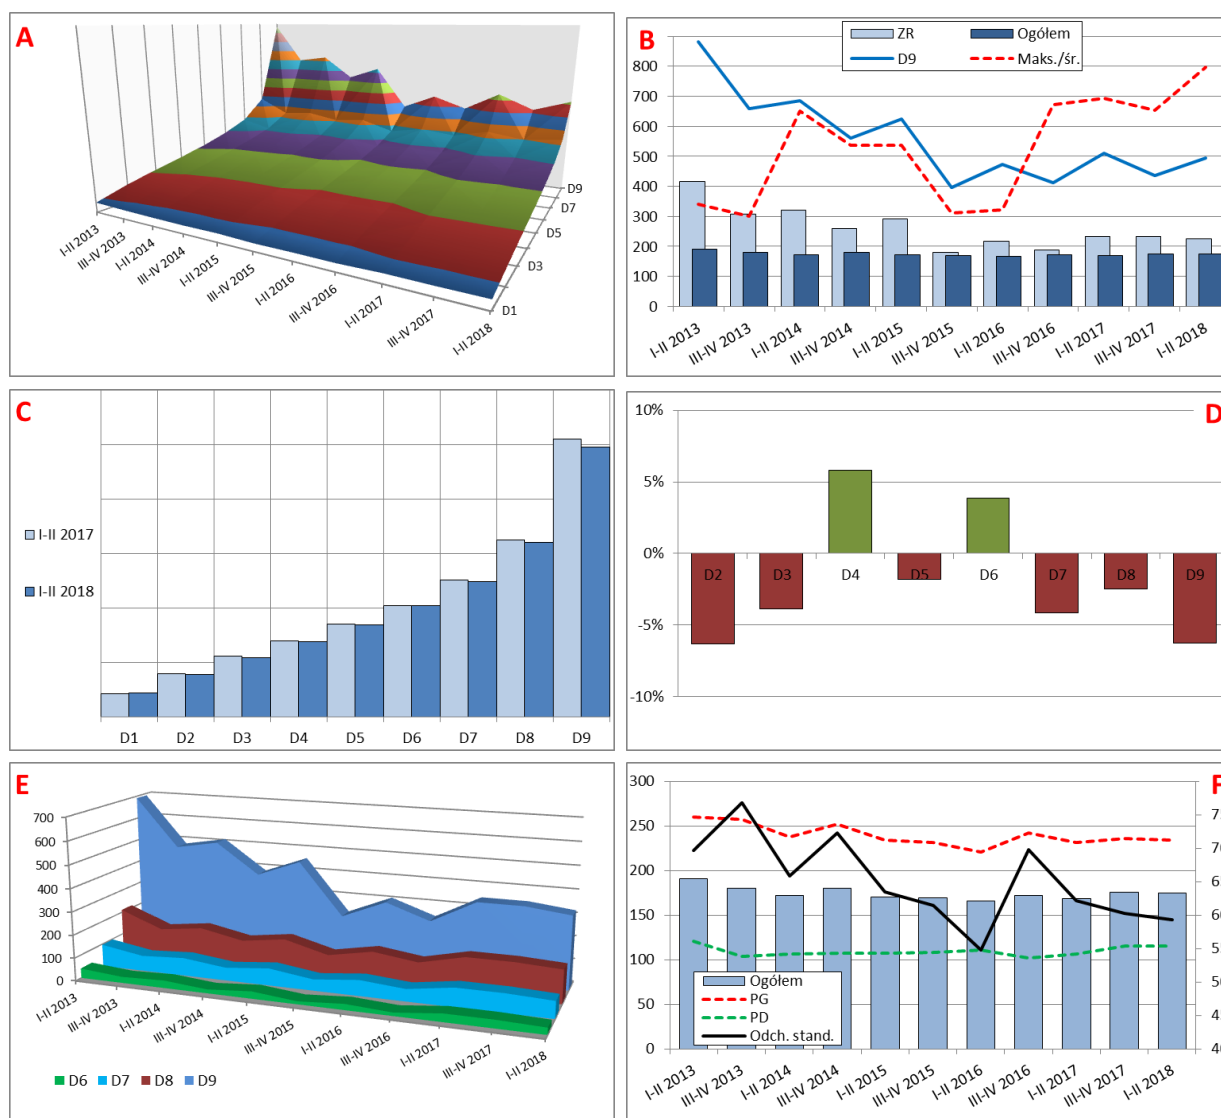 A
D9
D7
D5
D3
D1
I-II 2013
III-IV 2013
I-II 2014
III-IV 2014
I-II 2015
III-IV 2015
I-II 2016
III-IV 2016
I-II 2017
III-IV 2017
I-II 2018
B
ZR
Ogółem
D9
Maks./śr.
800
700
600
500
400
300
200
100
0
I-II 2013
III-IV 2013
I-II 2014
III-IV 2014
I-II 2015
III-IV 2015
I-II 2016
III-IV 2016
I-II 2017
III-IV 2017
I-II 2018
C
I-II 2017
I-II 2018
D1
D2
D3
D4
D5
D6
D7
D8
D9
D
10%
5%
0%
-5%
-10%
D2
D3
D4
D5
D6
D7
D8
D9
E
700
600
500
400
300
200
100
0
I-II 2013
III-IV 2013
I-II 2014
III-IV 2014
I-II 2015
III-IV 2015
I-II 2016
III-IV 2016
I-II 2017
III-IV 2017
I-II 2018
D6
D7
D8
D9
300
250
200
150
100
50
0
Ogółem
PG
PD
Odch. stand.
I-II 2013
III-IV 2013
I-II 2014
III-IV 2014
I-II 2015
III-IV 2015
I-II 2016
III-IV 2016
I-II 2017
III-IV 2017
I-II 2018